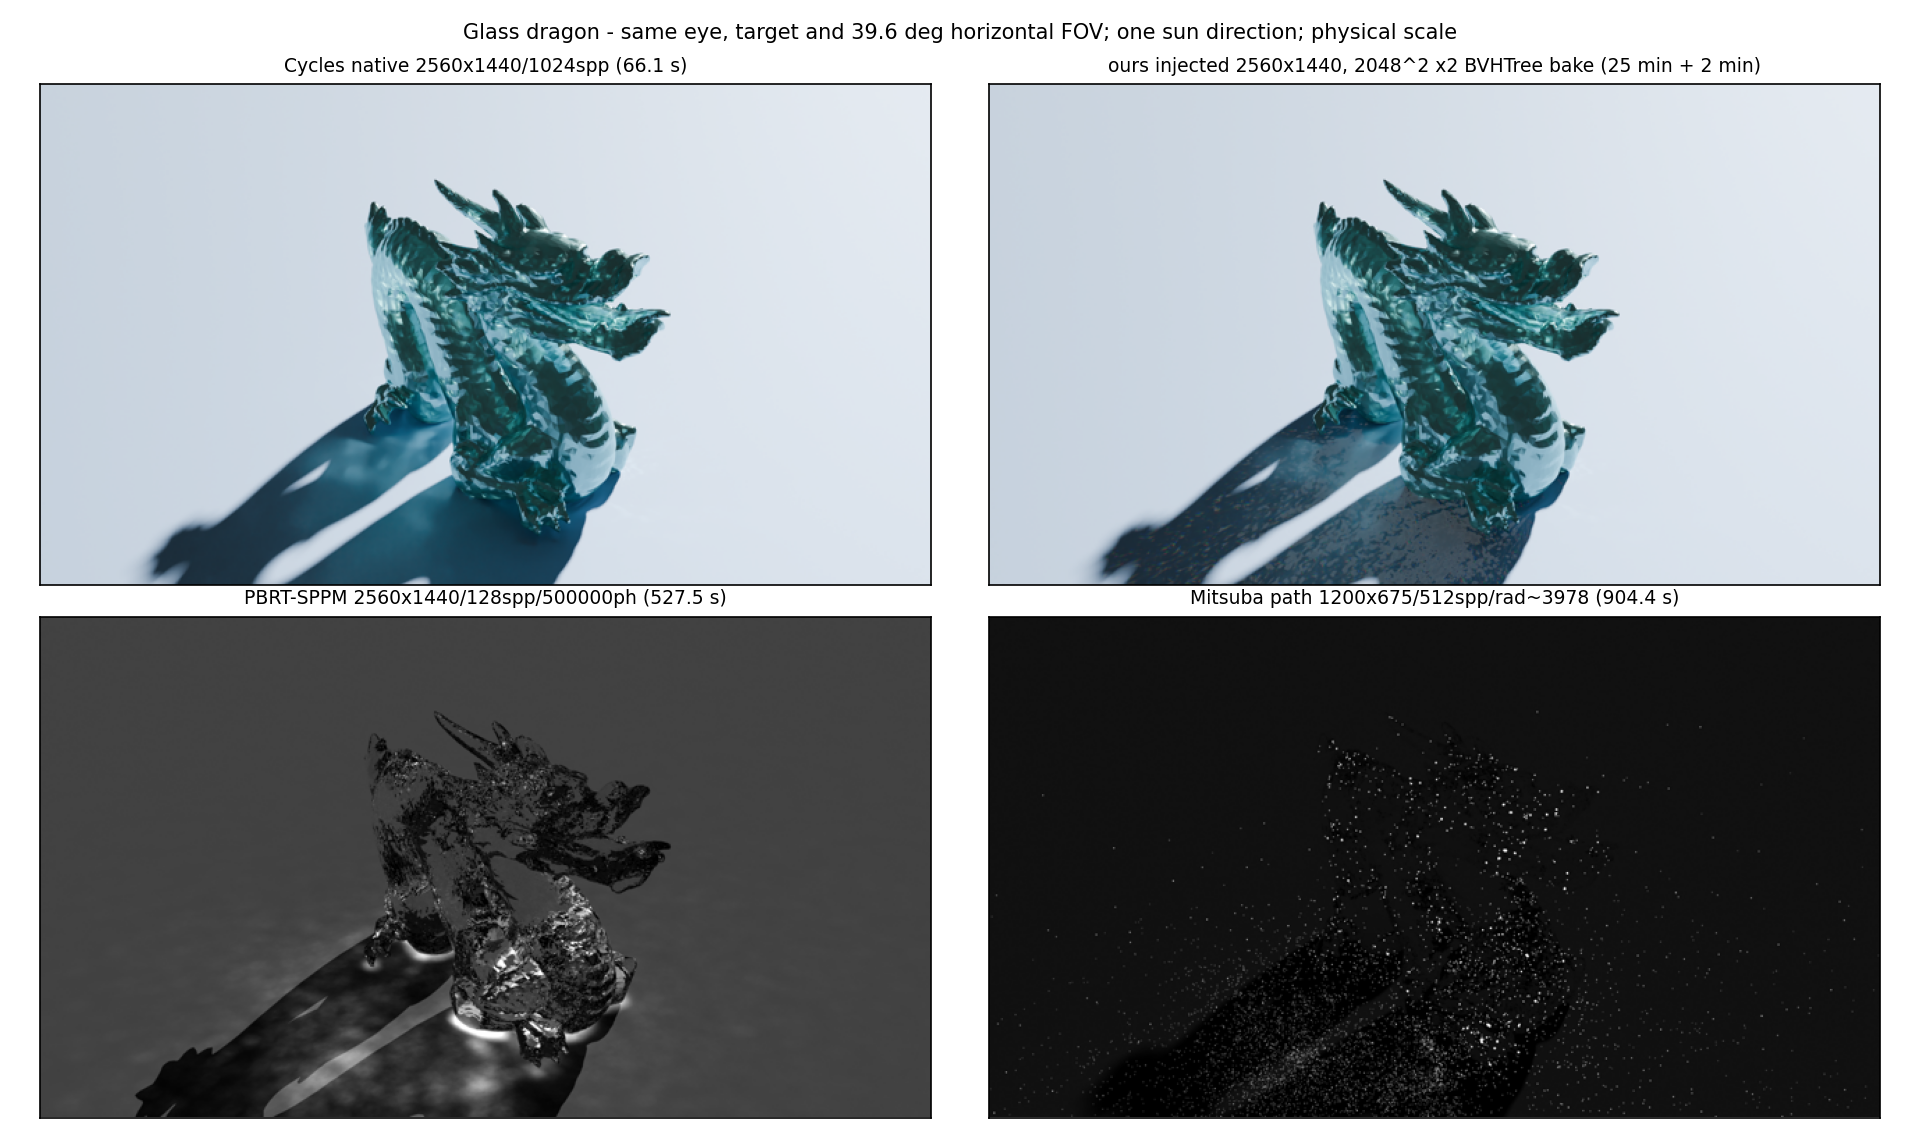 Glass dragon - same eye, target and 39.6 deg horizontal FOV; one sun direction; physical scale
Cycles native 2560x1440/1024spp (66.1 s)
ours injected 2560x1440, 2048^2 x2 BVHTree bake (25 min + 2 min)
PBRT-SPPM 2560x1440/128spp/500000ph (527.5 s)
Mitsuba path 1200x675/512spp/rad~3978 (904.4 s)